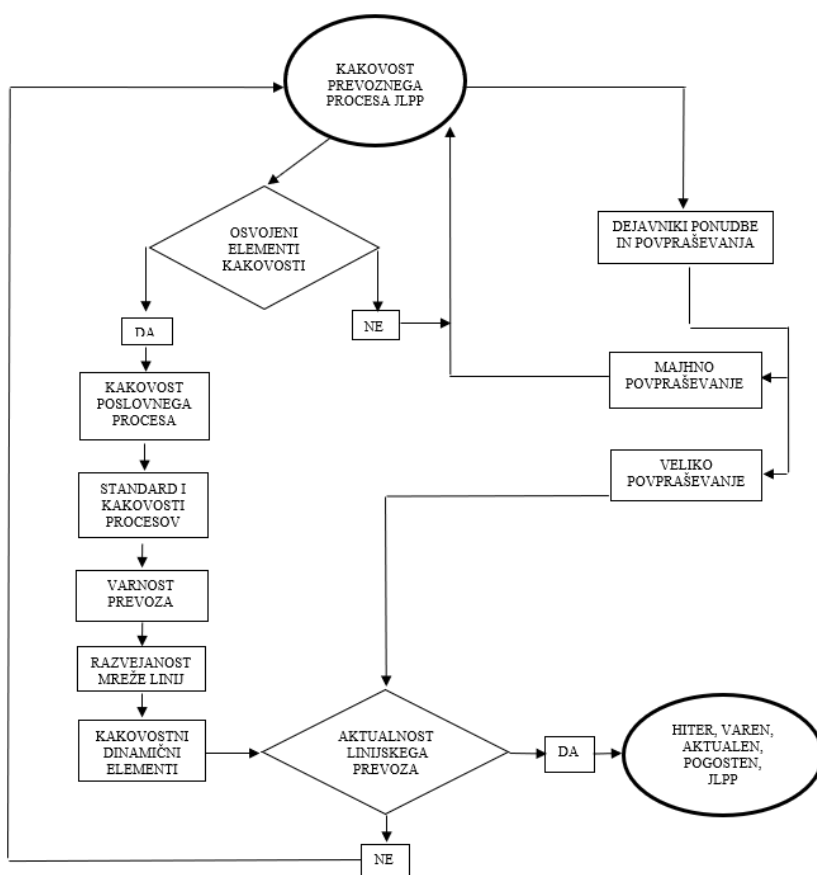 KAKOVOST
PREVOZNEGA
PROCESA JLPP
OSVOJENI
ELEMENTI
KAKOVOSTI
DEJAVNIKI PONUDBE
IN POVPRAŠEVANJA
DA
NE
MAJHNO
POVPRAŠEVANJE
KAKOVOST
POSLOVNEGA
PROCESA
VELIKO
POVPRAŠEVANJE
STANDARD I
KAKOVOSTI
PROCESOV
VARNOST
PREVOZA
RAZVEJANOST
MREŽE LINIJ
KAKOVOSTNI
DINAMIČNI
ELEMENTI
AKTUALNOST
LINIJSKEGA
PREVOZA
DA
HITER, VAREN,
AKTUALEN,
POGOSTEN,
JLPP
NE